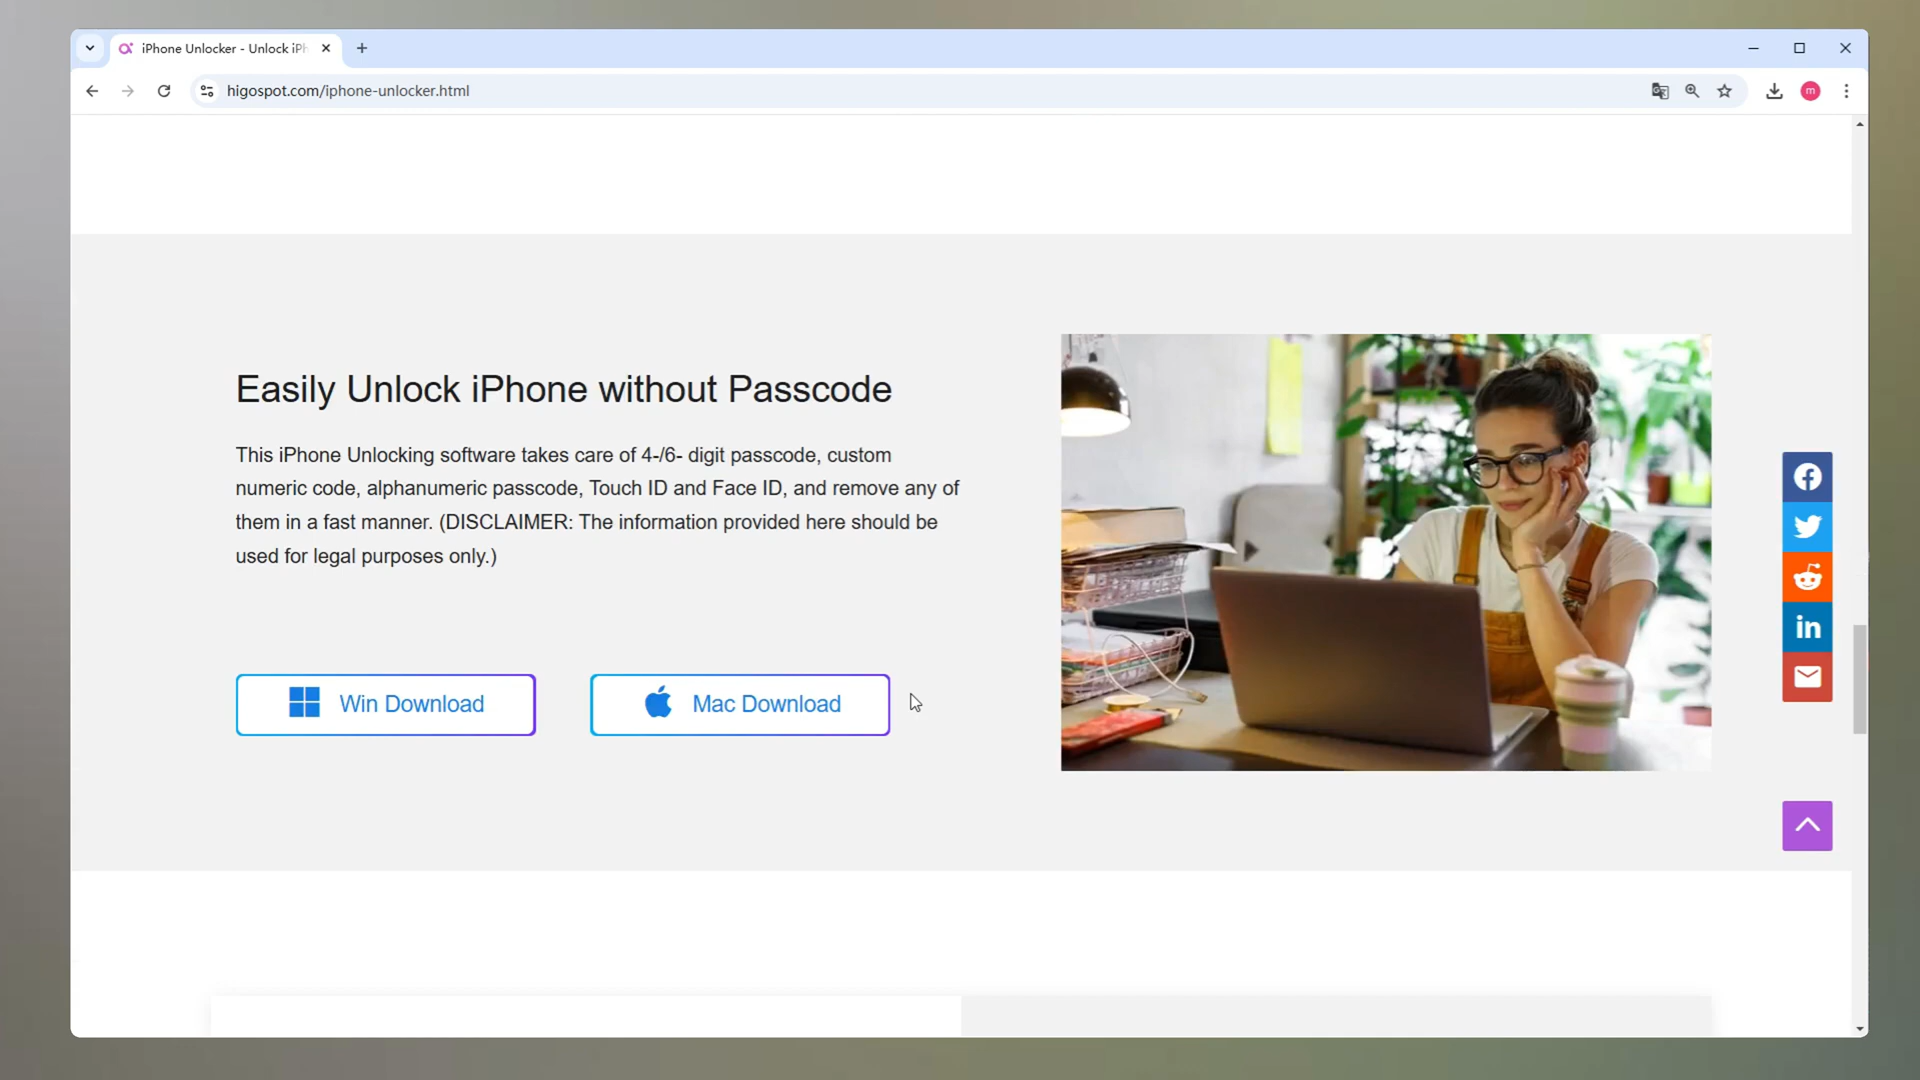 iPhone Unlocker - Unlock iPh
higospot.com/iphone-unlocker.html
m
Easily Unlock iPhone without Passcode
This iPhone Unlocking software takes care of 4-/6- digit passcode, custom
numeric code, alphanumeric passcode, Touch ID and Face ID, and remove any of
them in a fast manner. (DISCLAIMER: The information provided here should be
used for legal purposes only.)
Win Download
Mac Download
in